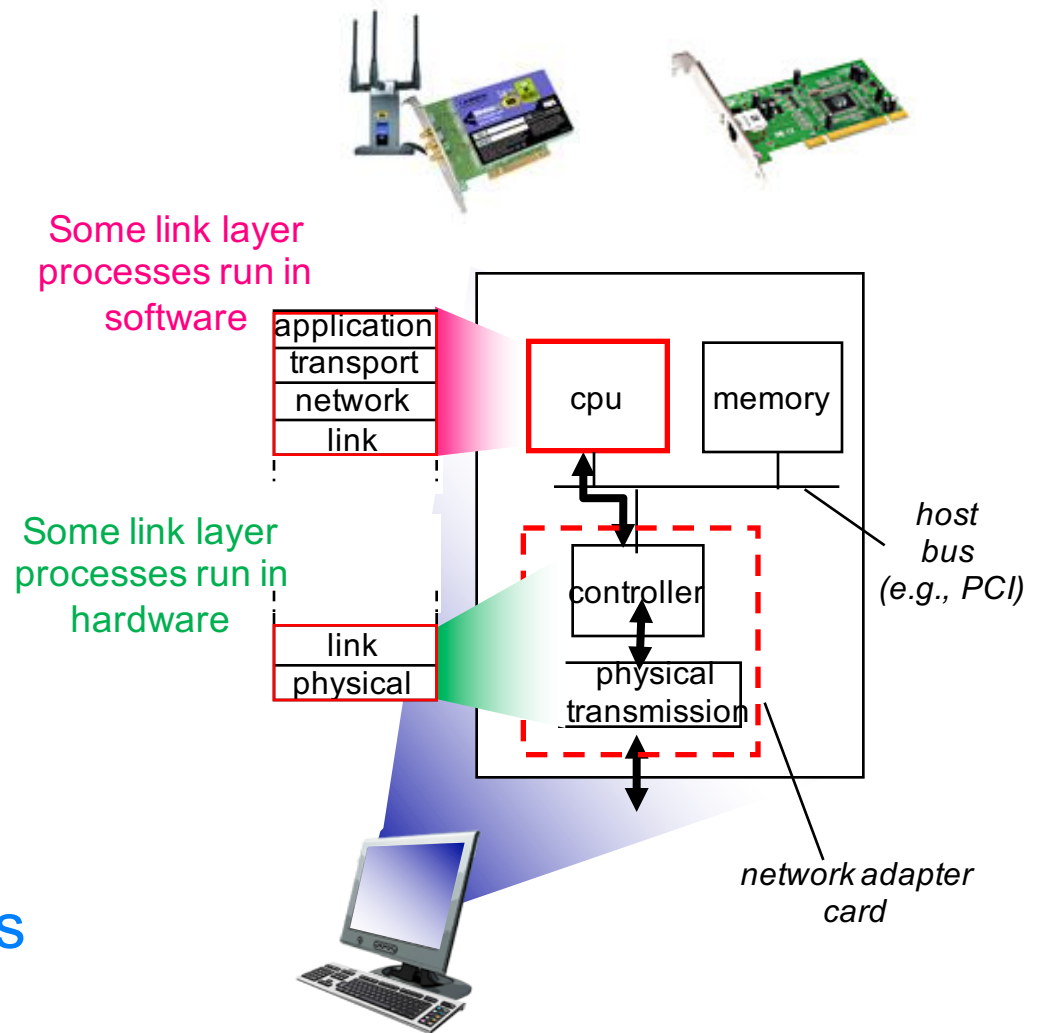 Some link layer
processes run in
software
application
transport
network
link
cpu
memory
host
bus
(e.g., PCI)
Some link layer
processes run in
hardware
controller
link
physical
physical
transmission
network adapter
card
s